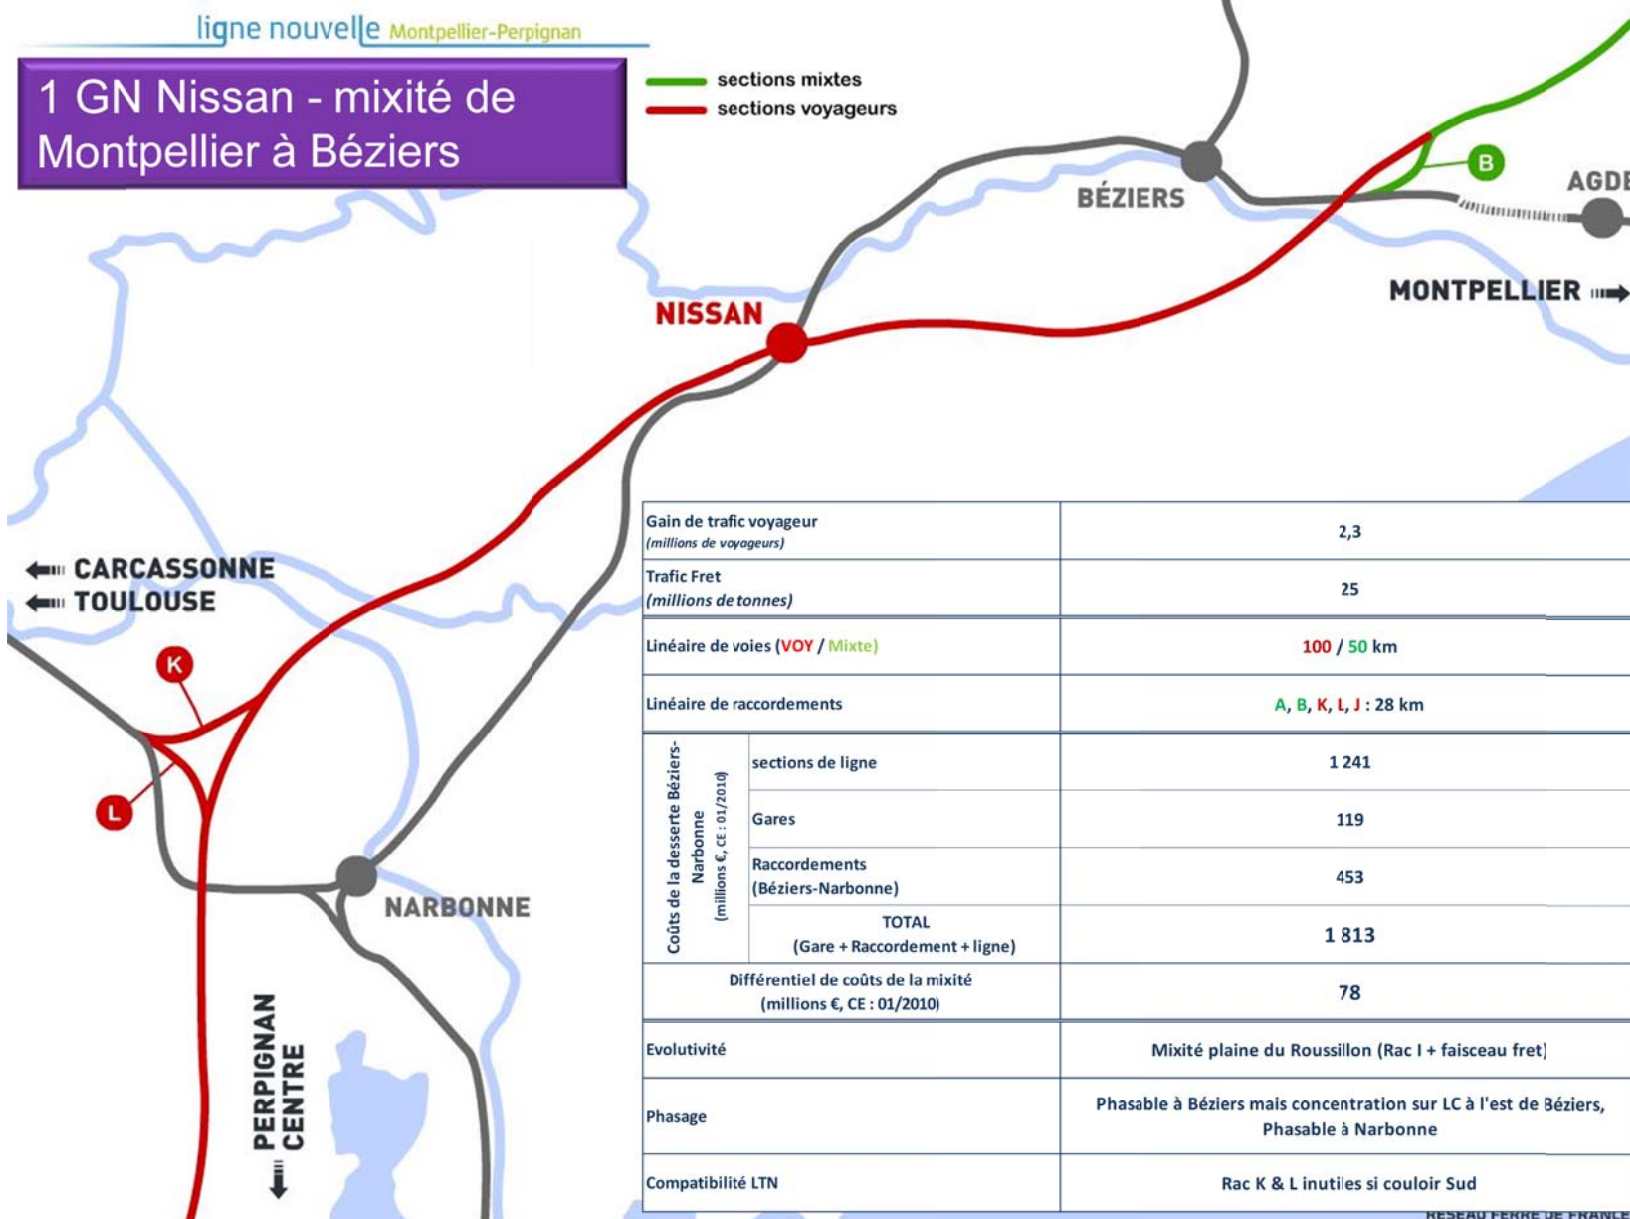 ligne nouvelle Montpellier-Perpignan
1 GN Nissan - mixité de
Montpellier à Béziers
sections mixtes
sections voyageurs
B
AGDE
BÉZIERS
MONTPELLIER
NISSAN
CARCASSONNE
TOULOUSE
K
L
NARBONNE
PERPIGNAN
CENTRE
Gain de trafic voyageur
(millions de voyageurs)
2,3
Trafic Fret
(millions de tonnes)
25
Linéaire de voies (VOY / Mixte)
100 / 50 km
Linéaire de raccordements
A, B, K, L, J : 28 km
Coûts de la desserte Béziers-
Narbonne
(millions €, CE : 01/2010)
sections de ligne
1 241
Gares
119
Raccordements
(Béziers-Narbonne)
453
TOTAL
(Gare + Raccordement + ligne)
1 813
Différentiel de coûts de la mixité
(millions €, CE : 01/2010)
78
Evolutivité
Mixité plaine du Roussillon (Rac I + faisceau fret)
Phasage
Phasable à Béziers mais concentration sur LC à l'est de Béziers,
Phasable à Narbonne
Compatibilité LTN
Rac K & L inutiles si couloir Sud
RESEAU FERRE DE FRANCE